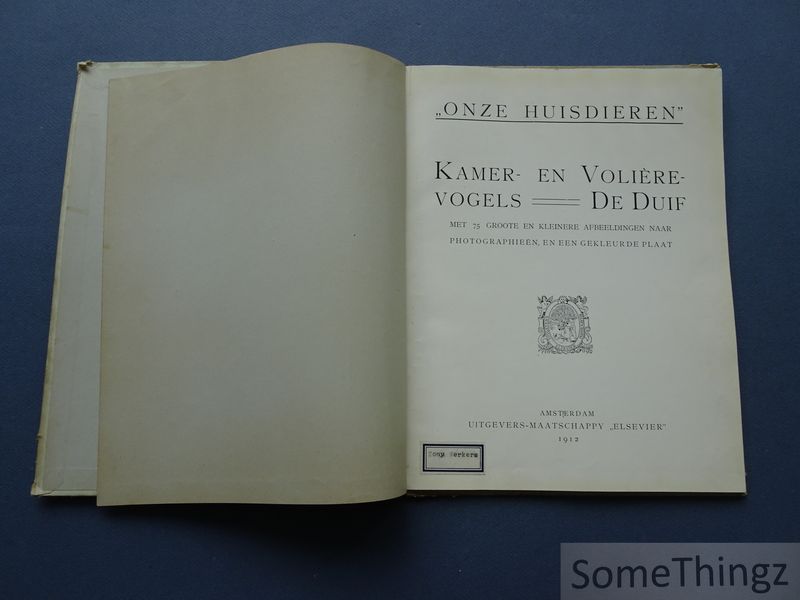 „ONZE HUISDIEREN”
KAMER- EN VOLIÈRE-
VOGELS == DE DUIF
MET 75 GROOTE EN KLEINERE AFBEELDINGEN NAAR
PHOTOGRAPHIEËN, EN EEN GEKLEURDE PLAAT
AMSTERDAM
UITGEVERS-MAATSCHAPPY „ELSEVIER”
1912
SomeThingz